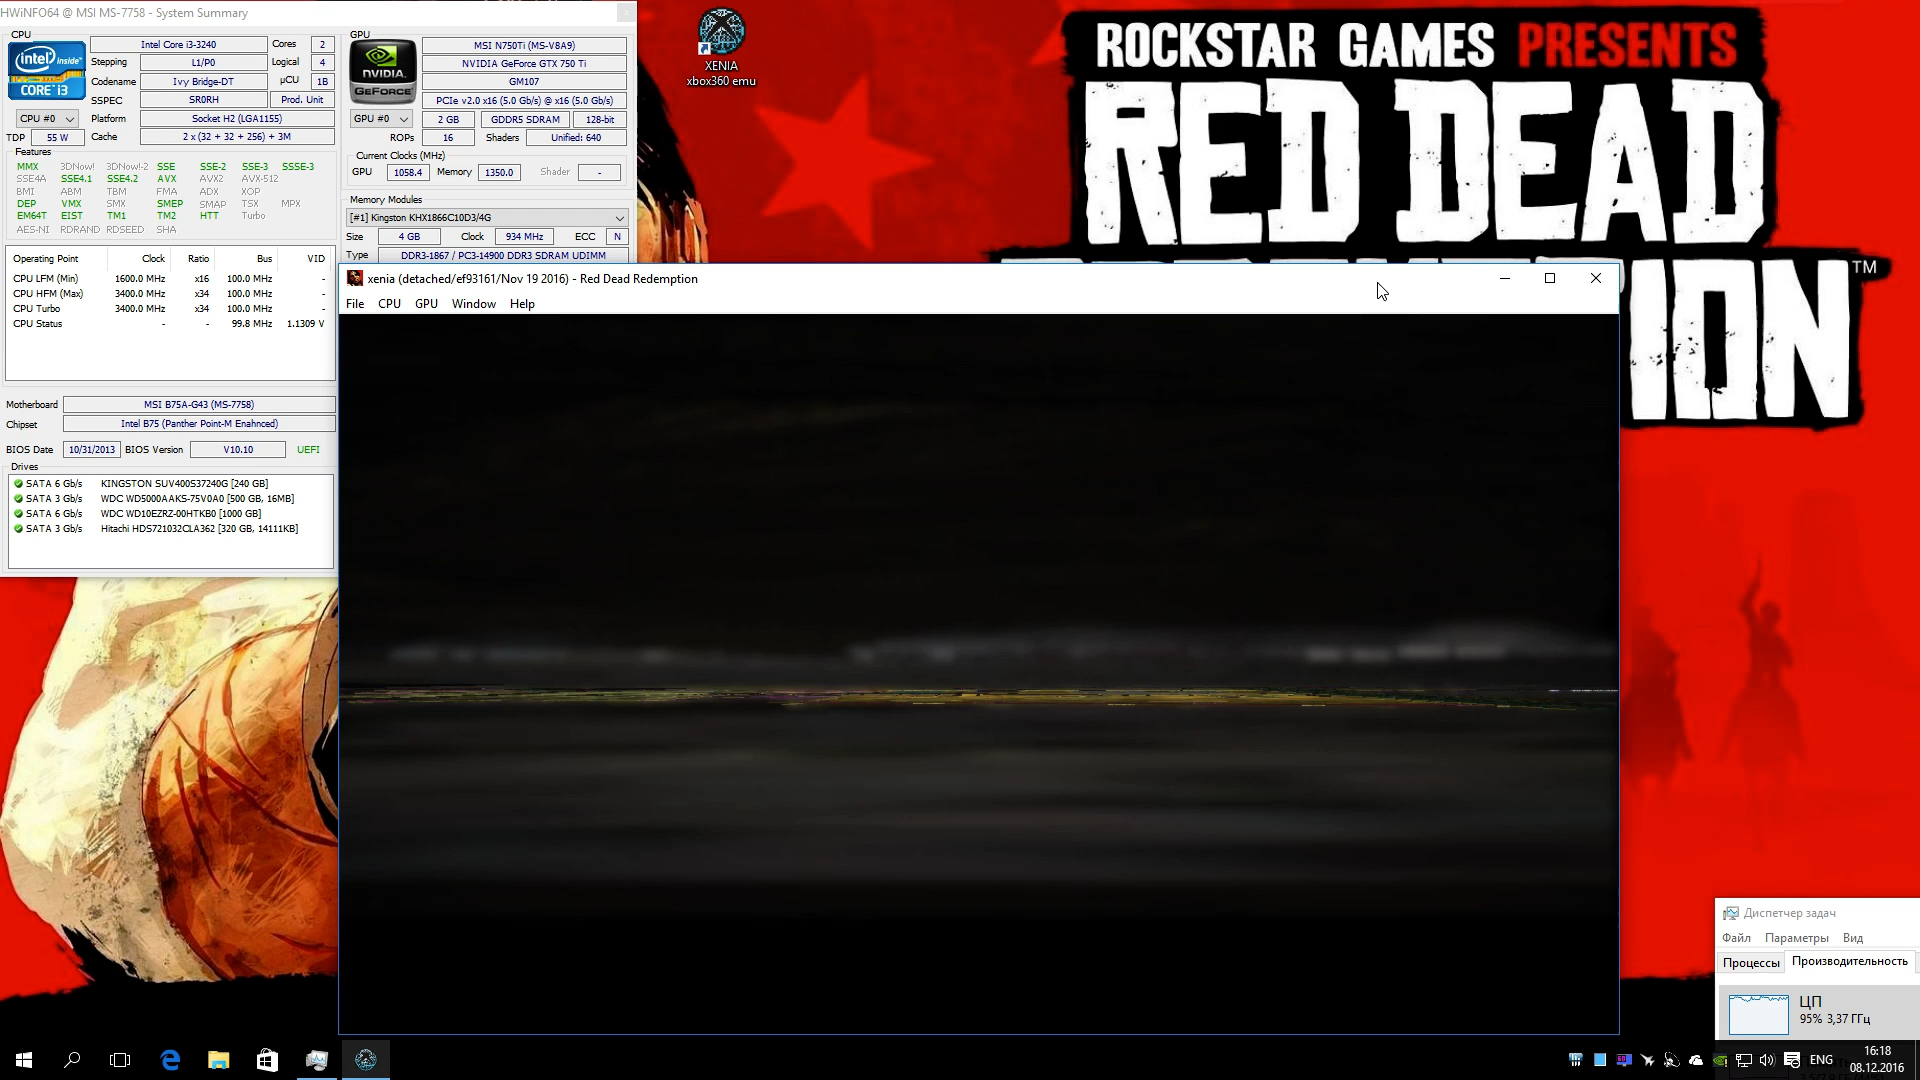 HWiNFO64 @ MSI MS-7758 - System Summary
CPU
intel inside
CORE i3
Intel Core i3-3240
Cores 2
Stepping L1/P0
Logical 4
Codename Ivy Bridge-DT
µCU 1B
SSPEC SR0RH
Prod. Unit
CPU #0
Platform Socket H2 (LGA1155)
TDP 55 W
Cache 2 x (32 + 32 + 256) + 3M
Features
MMX 3DNow! 3DNow!-2 SSE SSE-2 SSE-3 SSSE-3
SSE4A SSE4.1 SSE4.2 AVX AVX2 AVX-512
BMI ABM TBM FMA ADX XOP
DEP VMX SMX SMEP SMAP TSX MPX
EM64T EIST TM1 TM2 HTT Turbo
AES-NI RDRAND RDSEED SHA
Operating Point Clock Ratio Bus VID
CPU LFM (Min) 1600.0 MHz x16 100.0 MHz -
CPU HFM (Max) 3400.0 MHz x34 100.0 MHz -
CPU Turbo 3400.0 MHz x34 100.0 MHz -
CPU Status - - 99.8 MHz 1.1309 V
Motherboard MSI B75A-G43 (MS-7758)
Chipset Intel B75 (Panther Point-M Enahnced)
BIOS Date 10/31/2013 BIOS Version V10.10 UEFI
Drives
SATA 6 Gb/s KINGSTON SUV400S37240G [240 GB]
SATA 3 Gb/s WDC WD5000AAKS-75V0A0 [500 GB, 16MB]
SATA 6 Gb/s WDC WD10EZRZ-00HTKB0 [1000 GB]
SATA 3 Gb/s Hitachi HDS721032CLA362 [320 GB, 14111KB]
GPU
NVIDIA.
GEFORCE
MSI N750Ti (MS-V8A9)
NVIDIA GeForce GTX 750 Ti
GM107
PCIe v2.0 x16 (5.0 Gb/s) @ x16 (5.0 Gb/s)
GPU #0
2 GB GDDR5 SDRAM 128-bit
ROPs 16 Shaders Unified: 640
Current Clocks (MHz)
GPU 1058.4 Memory 1350.0 Shader -
Memory Modules
[#1] Kingston KHX1866C10D3/4G
Size 4 GB Clock 934 MHz ECC N
Type DDR3-1867 / PC3-14900 DDR3 SDRAM UDIMM
XENIA
xbox360 emu
ROCKSTAR GAMES PRESENTS
RED DEAD
REDEMPTION TM
xenia (detached/ef93161/Nov 19 2016) - Red Dead Redemption
File CPU GPU Window Help
Диспетчер задач
Файл Параметры Вид
Процессы Производительность
ЦП
95% 3,37 ГГц
ENG
16:18
08.12.2016